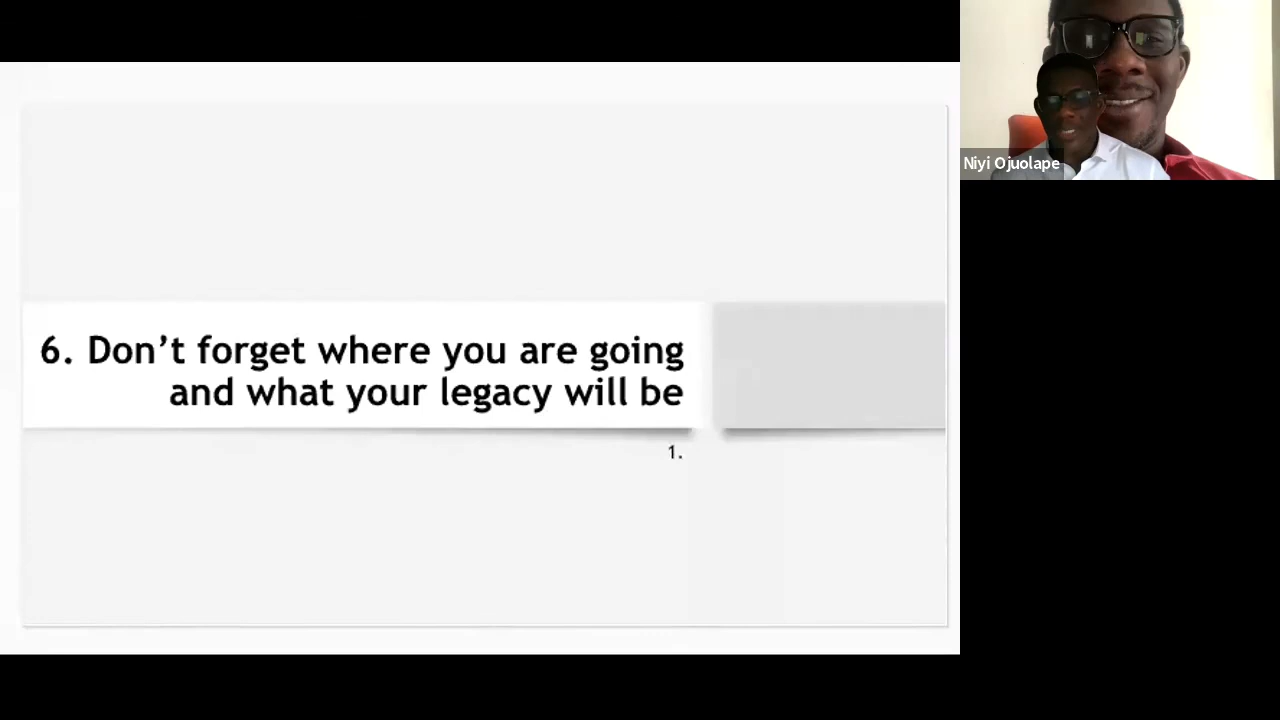 6. Don’t forget where you are going
and what your legacy will be
1.
Niyi Ojuolape